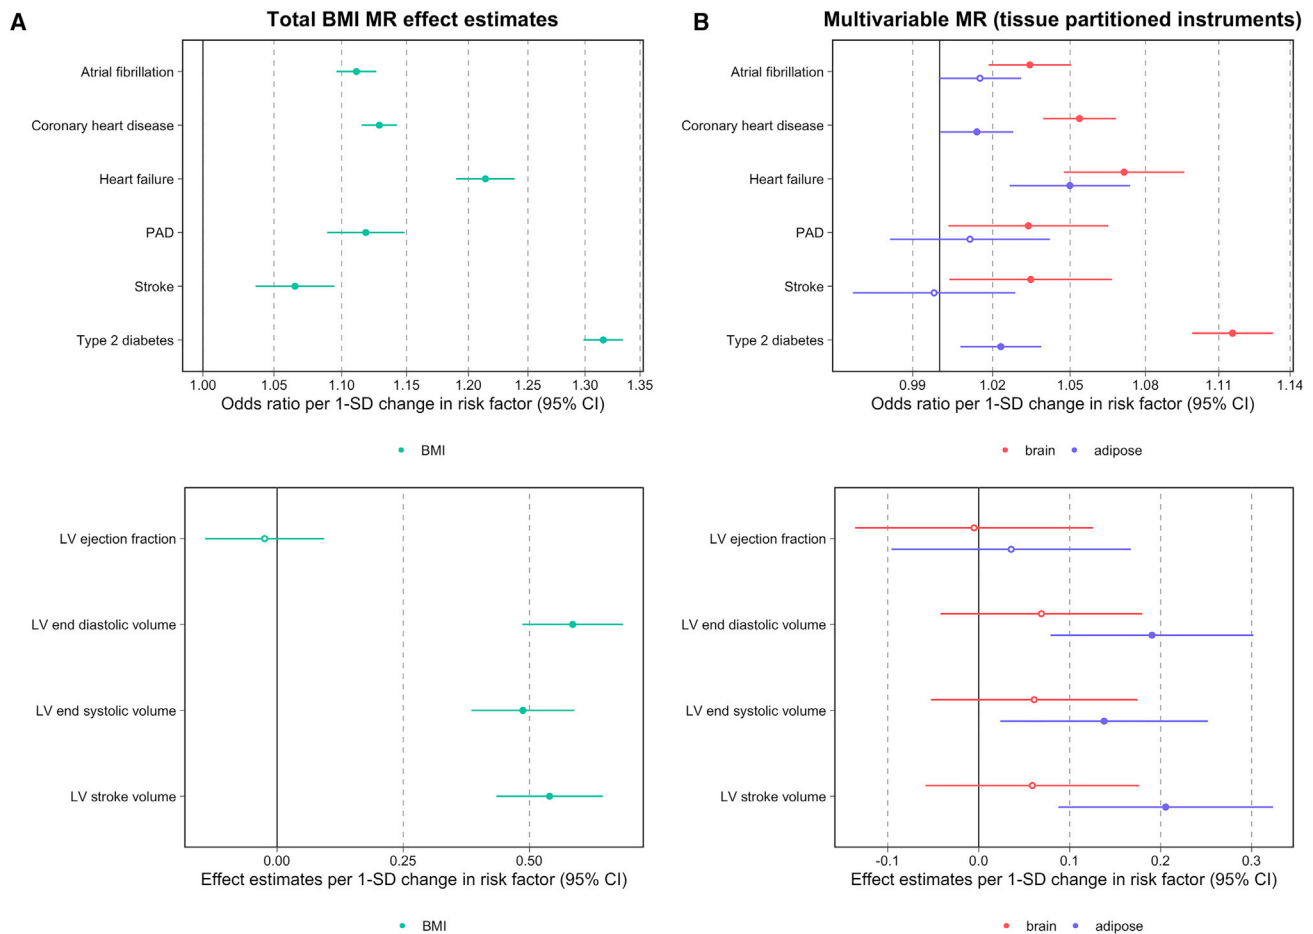 A
Total BMI MR effect estimates
Atrial fibrillation
Coronary heart disease
Heart failure
PAD
Stroke
Type 2 diabetes
1.00 1.05 1.10 1.15 1.20 1.25 1.30 1.35
Odds ratio per 1-SD change in risk factor (95% CI)
BMI
B
Multivariable MR (tissue partitioned instruments)
Atrial fibrillation
Coronary heart disease
Heart failure
PAD
Stroke
Type 2 diabetes
0.99 1.02 1.05 1.08 1.11 1.14
Odds ratio per 1-SD change in risk factor (95% CI)
brain adipose
LV ejection fraction
LV end diastolic volume
LV end systolic volume
LV stroke volume
0.00 0.25 0.50
Effect estimates per 1-SD change in risk factor (95% CI)
BMI
LV ejection fraction
LV end diastolic volume
LV end systolic volume
LV stroke volume
-0.1 0.0 0.1 0.2 0.3
Effect estimates per 1-SD change in risk factor (95% CI)
brain adipose